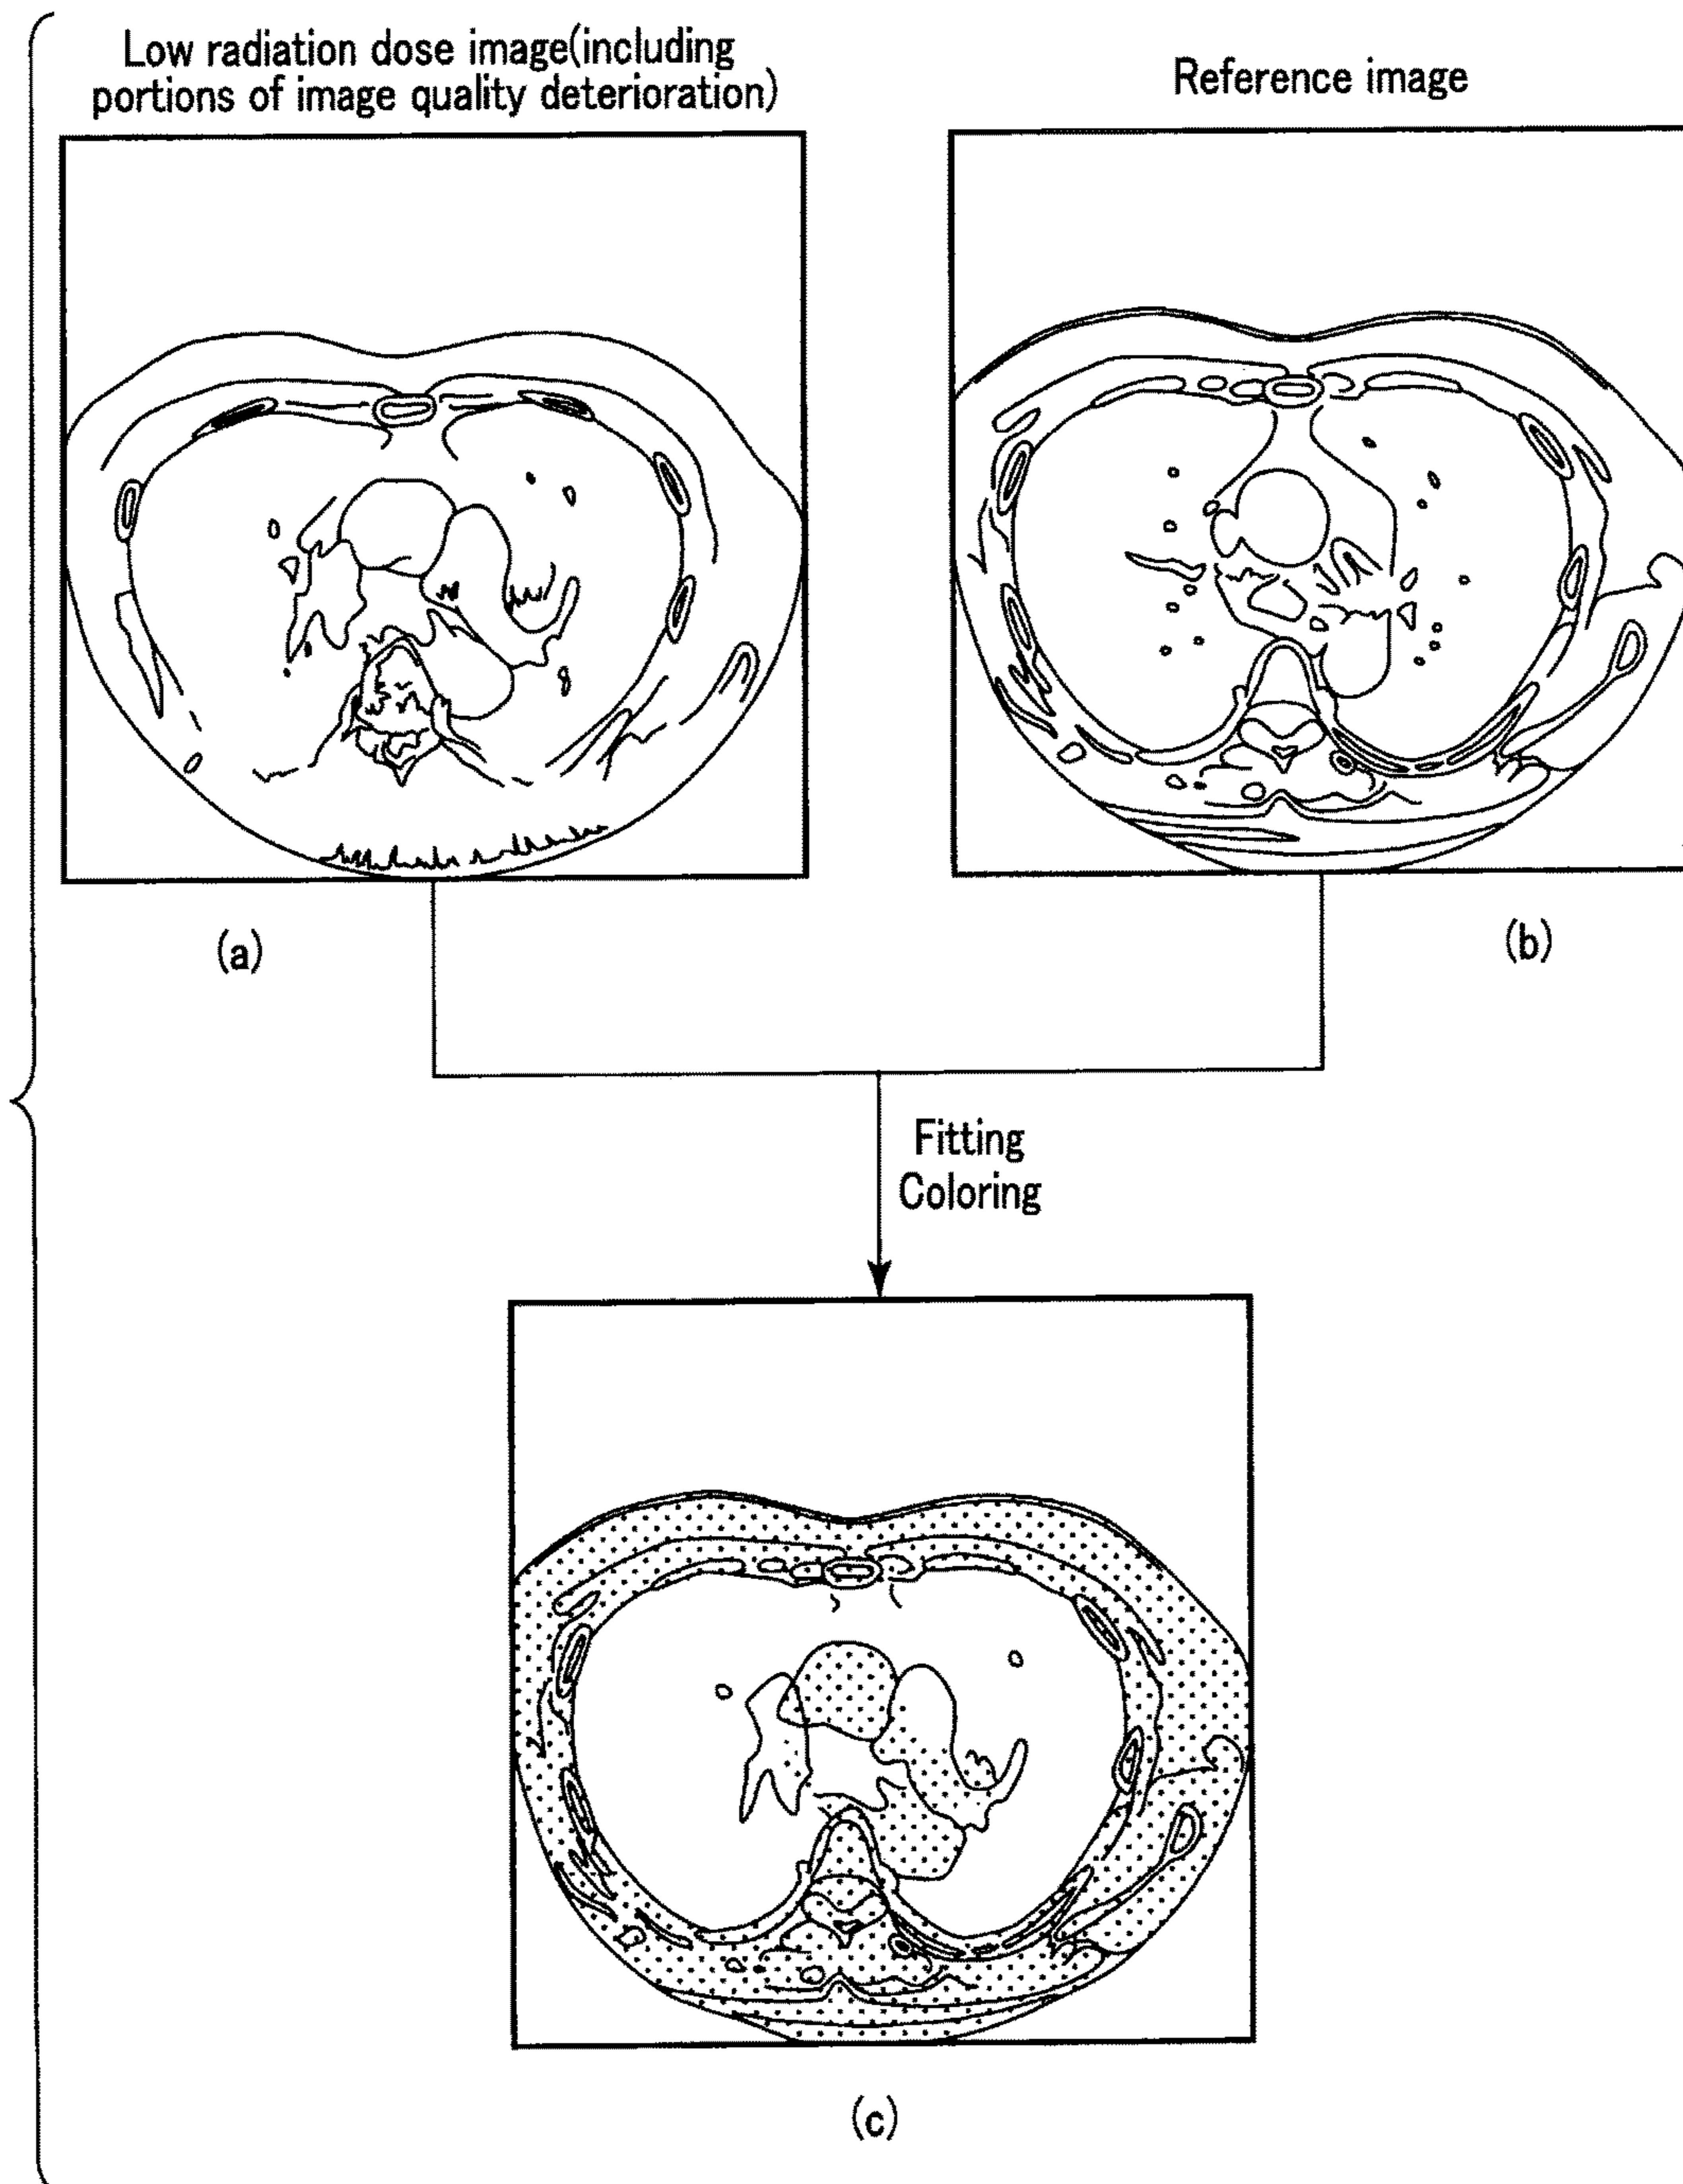 Low radiation dose image(including
portions of image quality deterioration)
Reference image
(a)
(b)
Fitting
Coloring
(c)